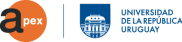 apex
UNIVERSIDAD
DE LA REPÚBLICA
URUGUAY